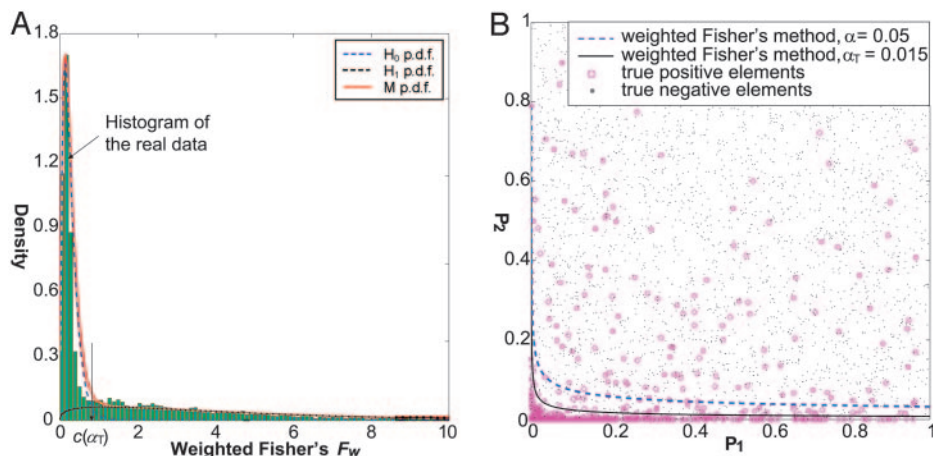 A
1.8
1.5
1.2
0.9
0.6
0.3
0
Density
H₀ p.d.f.
H₁ p.d.f.
M p.d.f.
Histogram of
the real data
0 2 4 6 8 10
c(αT)
Weighted Fisher's Fw
B
1
0.8
0.6
0.4
0.2
0
P₂
weighted Fisher's method, α = 0.05
weighted Fisher's method, αT = 0.015
true positive elements
true negative elements
0 0.2 0.4 0.6 0.8 1
P₁